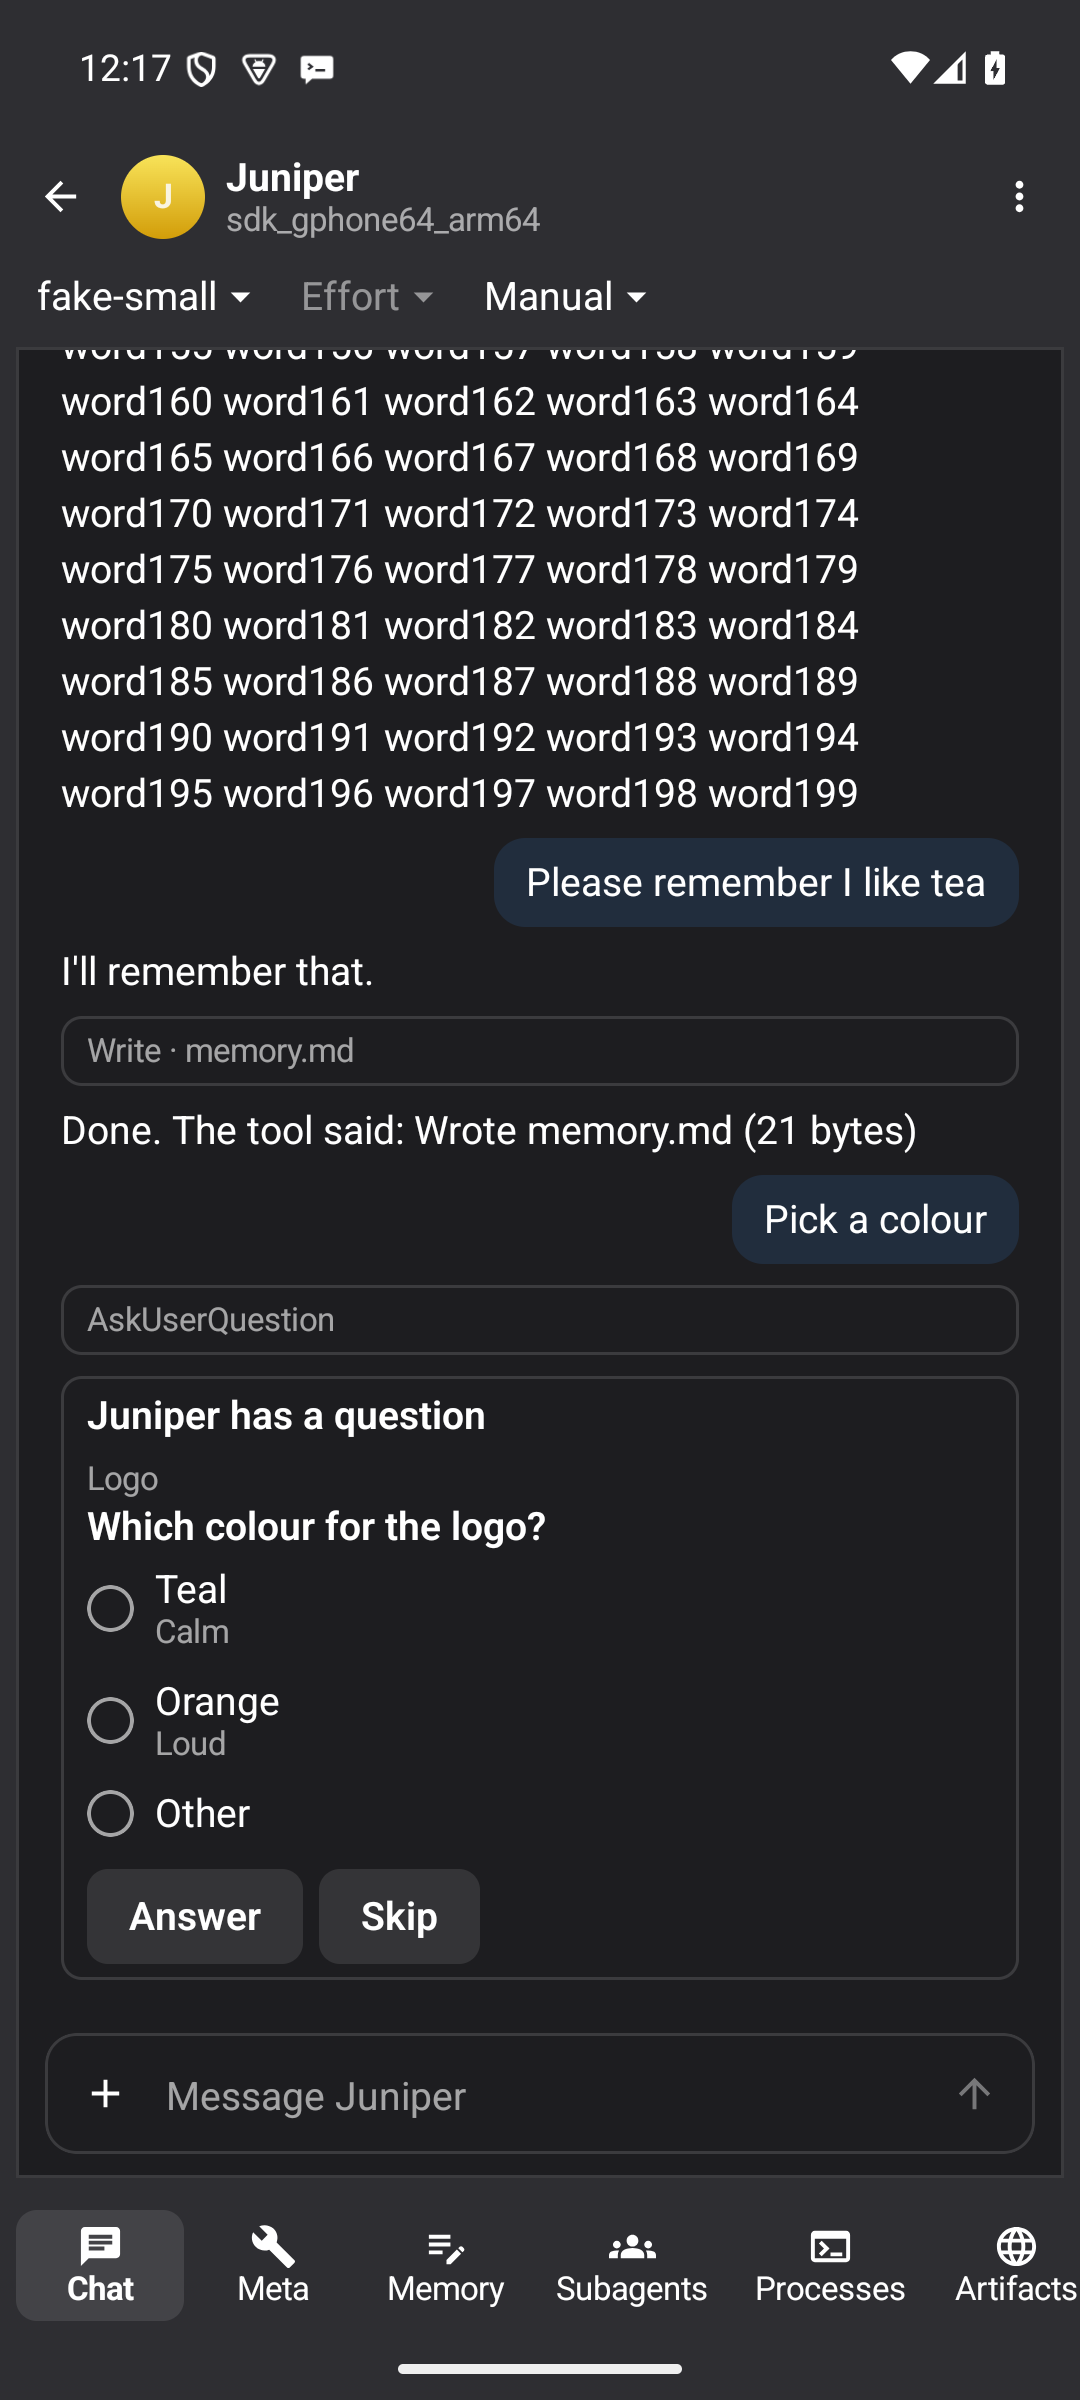 12:17
J
Juniper
sdk_gphone64_arm64
fake-small
Effort
Manual
word160 word161 word162 word163 word164
word165 word166 word167 word168 word169
word170 word171 word172 word173 word174
word175 word176 word177 word178 word179
word180 word181 word182 word183 word184
word185 word186 word187 word188 word189
word190 word191 word192 word193 word194
word195 word196 word197 word198 word199
Please remember I like tea
I'll remember that.
Write · memory.md
Done. The tool said: Wrote memory.md (21 bytes)
Pick a colour
AskUserQuestion
Juniper has a question
Logo
Which colour for the logo?
Teal
Calm
Orange
Loud
Other
Answer
Skip
Message Juniper
Chat
Meta
Memory
Subagents
Processes
Artifacts